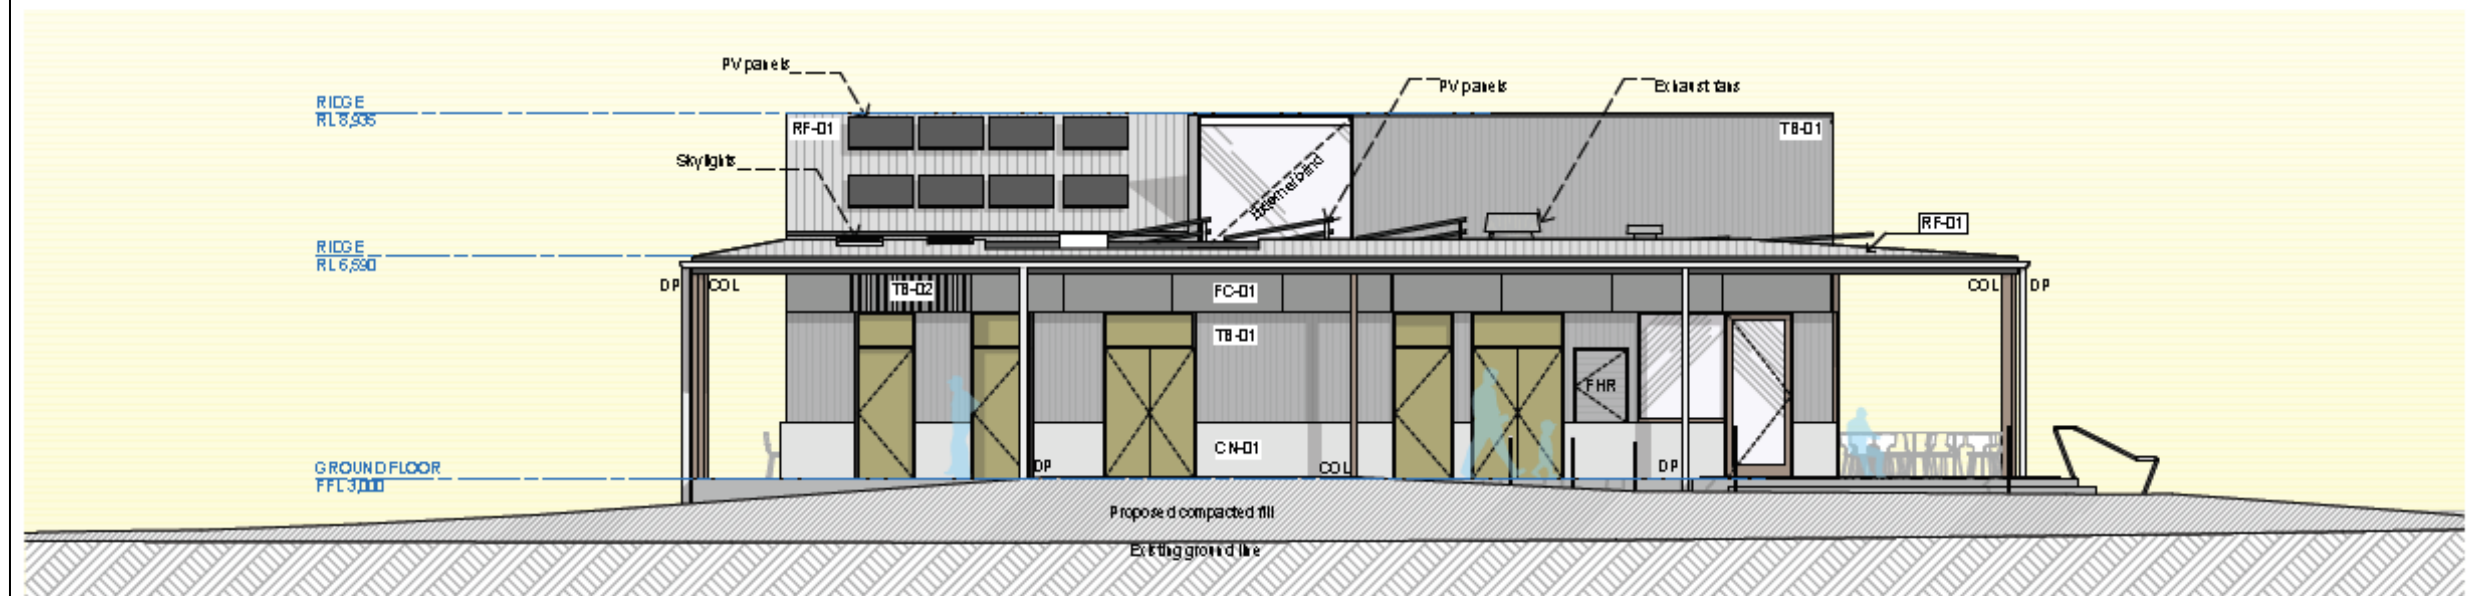 PV panels
PV panels
Exhaust fans
RIDGE
RL 8,935
RF-01
TB-01
Skylights
External blind
RF-01
RIDGE
RL 6,590
DP
COL
TB-02
FC-01
COL
DP
TB-01
FHR
CN-01
GROUND FLOOR
FFL 3,000
DP
COL
DP
Proposed compacted fill
Existing ground line